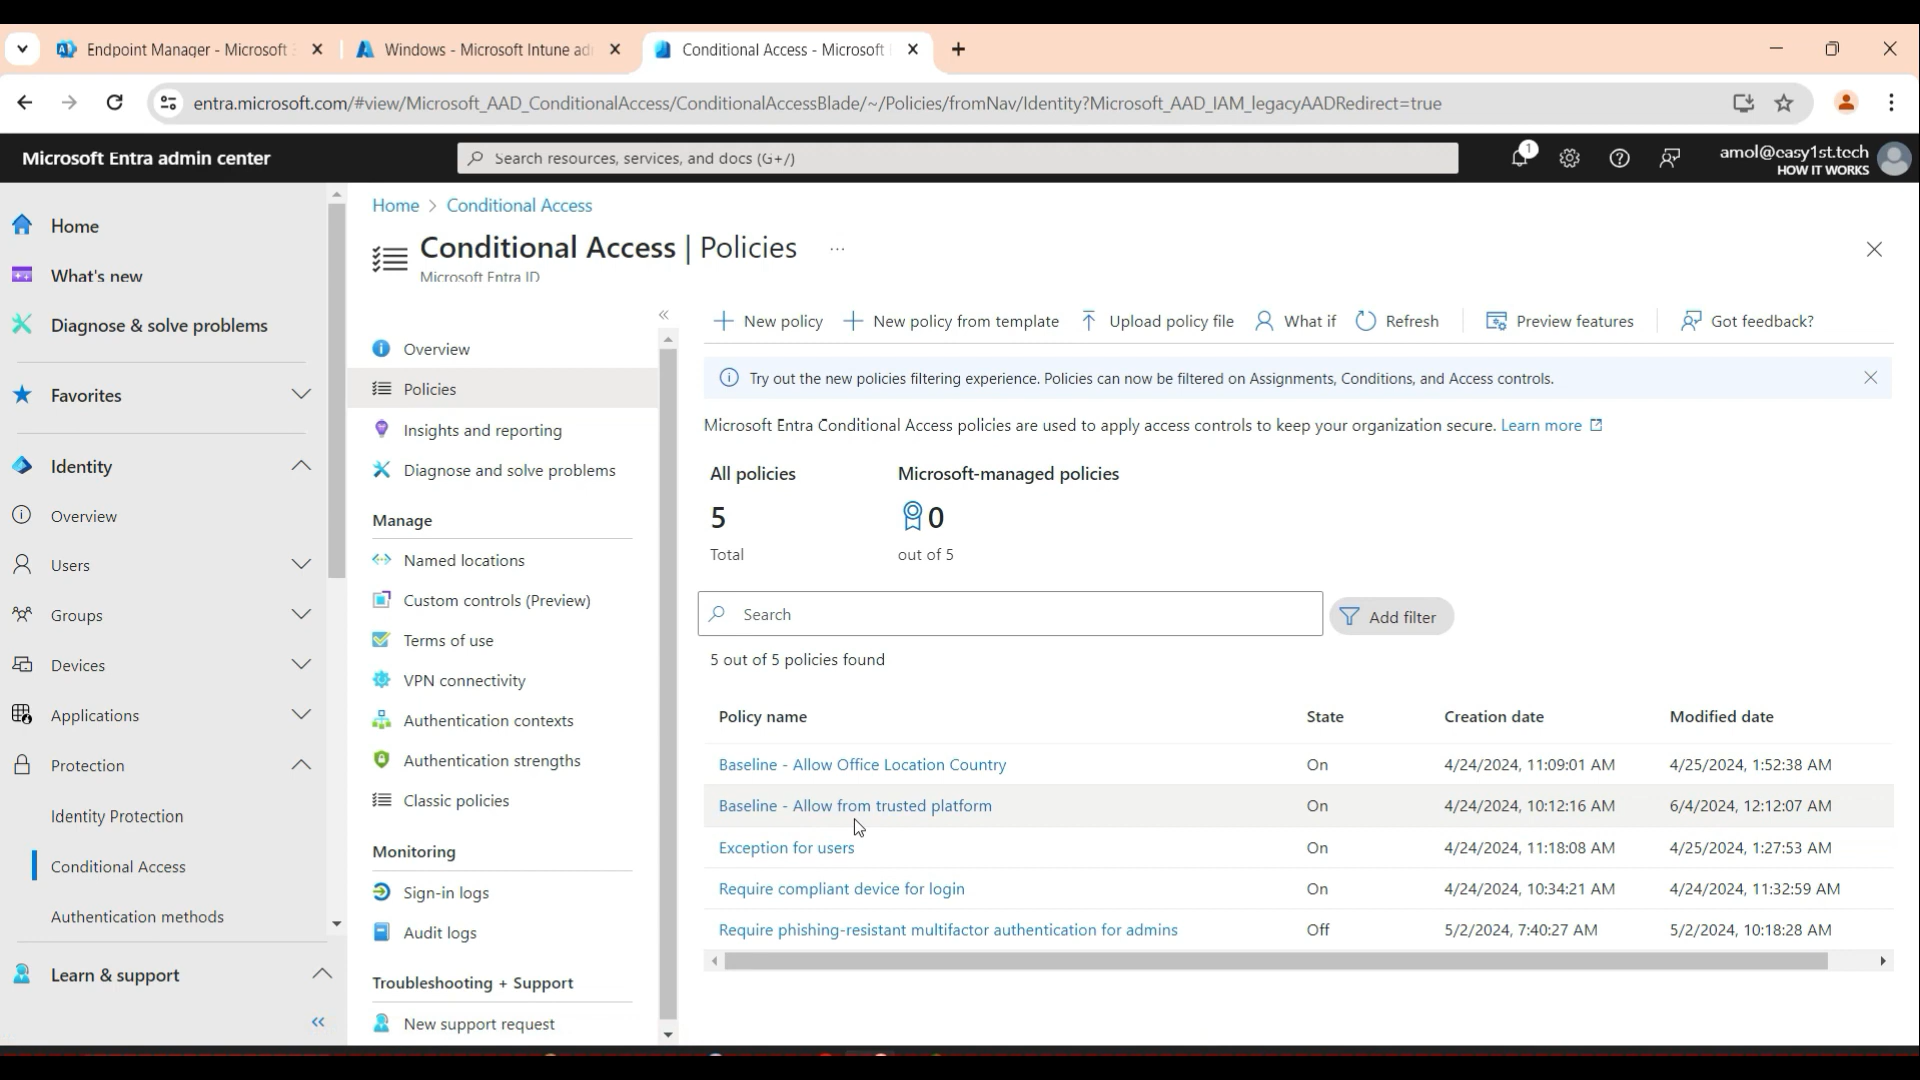 Endpoint Manager - Microsoft
Windows - Microsoft Intune ad
Conditional Access - Microsoft
entra.microsoft.com/#view/Microsoft_AAD_ConditionalAccess/ConditionalAccessBlade/~/Policies/fromNav/Identity?Microsoft_AAD_IAM_legacyAADRedirect=true
Microsoft Entra admin center
Search resources, services, and docs (G+/)
1
amol@easy1st.tech
HOW IT WORKS
Home
What's new
Diagnose & solve problems
Favorites
Identity
Overview
Users
Groups
Devices
Applications
Protection
Identity Protection
Conditional Access
Authentication methods
Learn & support
Home > Conditional Access
Conditional Access | Policies ...
Microsoft Entra ID
Overview
Policies
Insights and reporting
Diagnose and solve problems
Manage
Named locations
Custom controls (Preview)
Terms of use
VPN connectivity
Authentication contexts
Authentication strengths
Classic policies
Monitoring
Sign-in logs
Audit logs
Troubleshooting + Support
New support request
New policy New policy from template Upload policy file What if Refresh Preview features Got feedback?
Try out the new policies filtering experience. Policies can now be filtered on Assignments, Conditions, and Access controls.
Microsoft Entra Conditional Access policies are used to apply access controls to keep your organization secure. Learn more
All policies Microsoft-managed policies
5 0
Total out of 5
Search
Add filter
5 out of 5 policies found
Policy name State Creation date Modified date
Baseline - Allow Office Location Country On 4/24/2024, 11:09:01 AM 4/25/2024, 1:52:38 AM
Baseline - Allow from trusted platform On 4/24/2024, 10:12:16 AM 6/4/2024, 12:12:07 AM
Exception for users On 4/24/2024, 11:18:08 AM 4/25/2024, 1:27:53 AM
Require compliant device for login On 4/24/2024, 10:34:21 AM 4/24/2024, 11:32:59 AM
Require phishing-resistant multifactor authentication for admins Off 5/2/2024, 7:40:27 AM 5/2/2024, 10:18:28 AM